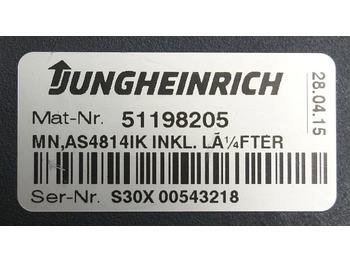 JUNGHEINRICH
28.04.15
Mat-Nr. 51198205
MN,AS4814IK INKL. LÃ¼FTER
Ser-Nr. S30X 00543218